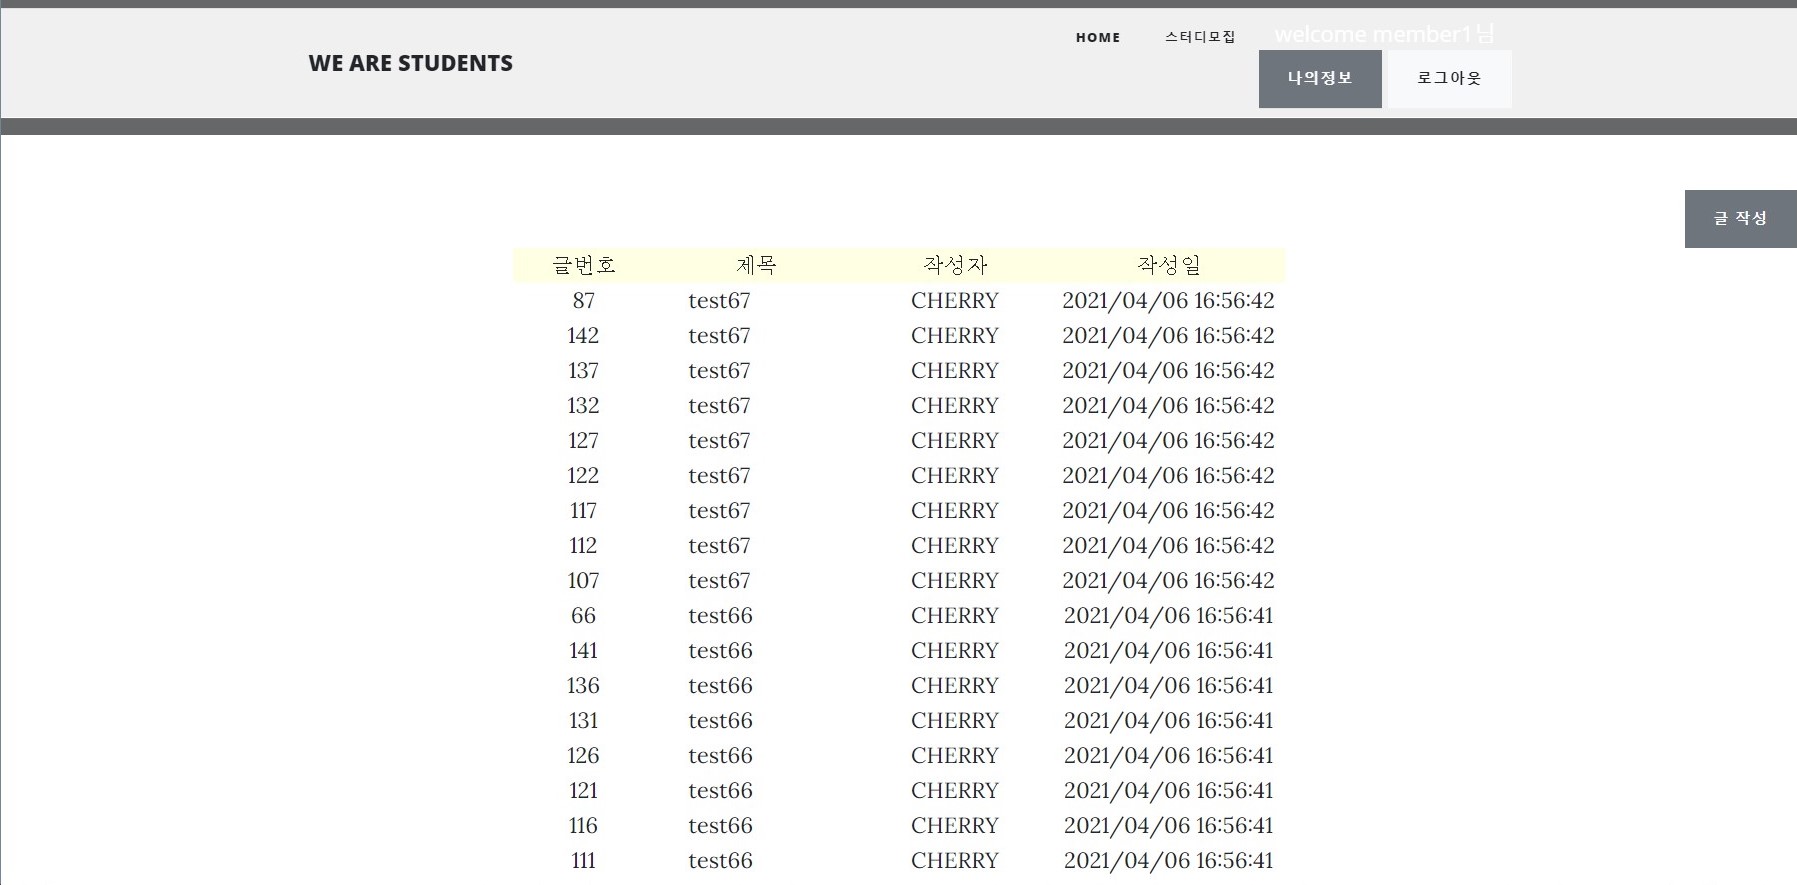 HOME 스터디모집 welcome member1님
WE ARE STUDENTS
나의정보 로그아웃
글 작성
글번호 제목 작성자 작성일
87 test67 CHERRY 2021/04/06 16:56:42
142 test67 CHERRY 2021/04/06 16:56:42
137 test67 CHERRY 2021/04/06 16:56:42
132 test67 CHERRY 2021/04/06 16:56:42
127 test67 CHERRY 2021/04/06 16:56:42
122 test67 CHERRY 2021/04/06 16:56:42
117 test67 CHERRY 2021/04/06 16:56:42
112 test67 CHERRY 2021/04/06 16:56:42
107 test67 CHERRY 2021/04/06 16:56:42
66 test66 CHERRY 2021/04/06 16:56:41
141 test66 CHERRY 2021/04/06 16:56:41
136 test66 CHERRY 2021/04/06 16:56:41
131 test66 CHERRY 2021/04/06 16:56:41
126 test66 CHERRY 2021/04/06 16:56:41
121 test66 CHERRY 2021/04/06 16:56:41
116 test66 CHERRY 2021/04/06 16:56:41
111 test66 CHERRY 2021/04/06 16:56:41